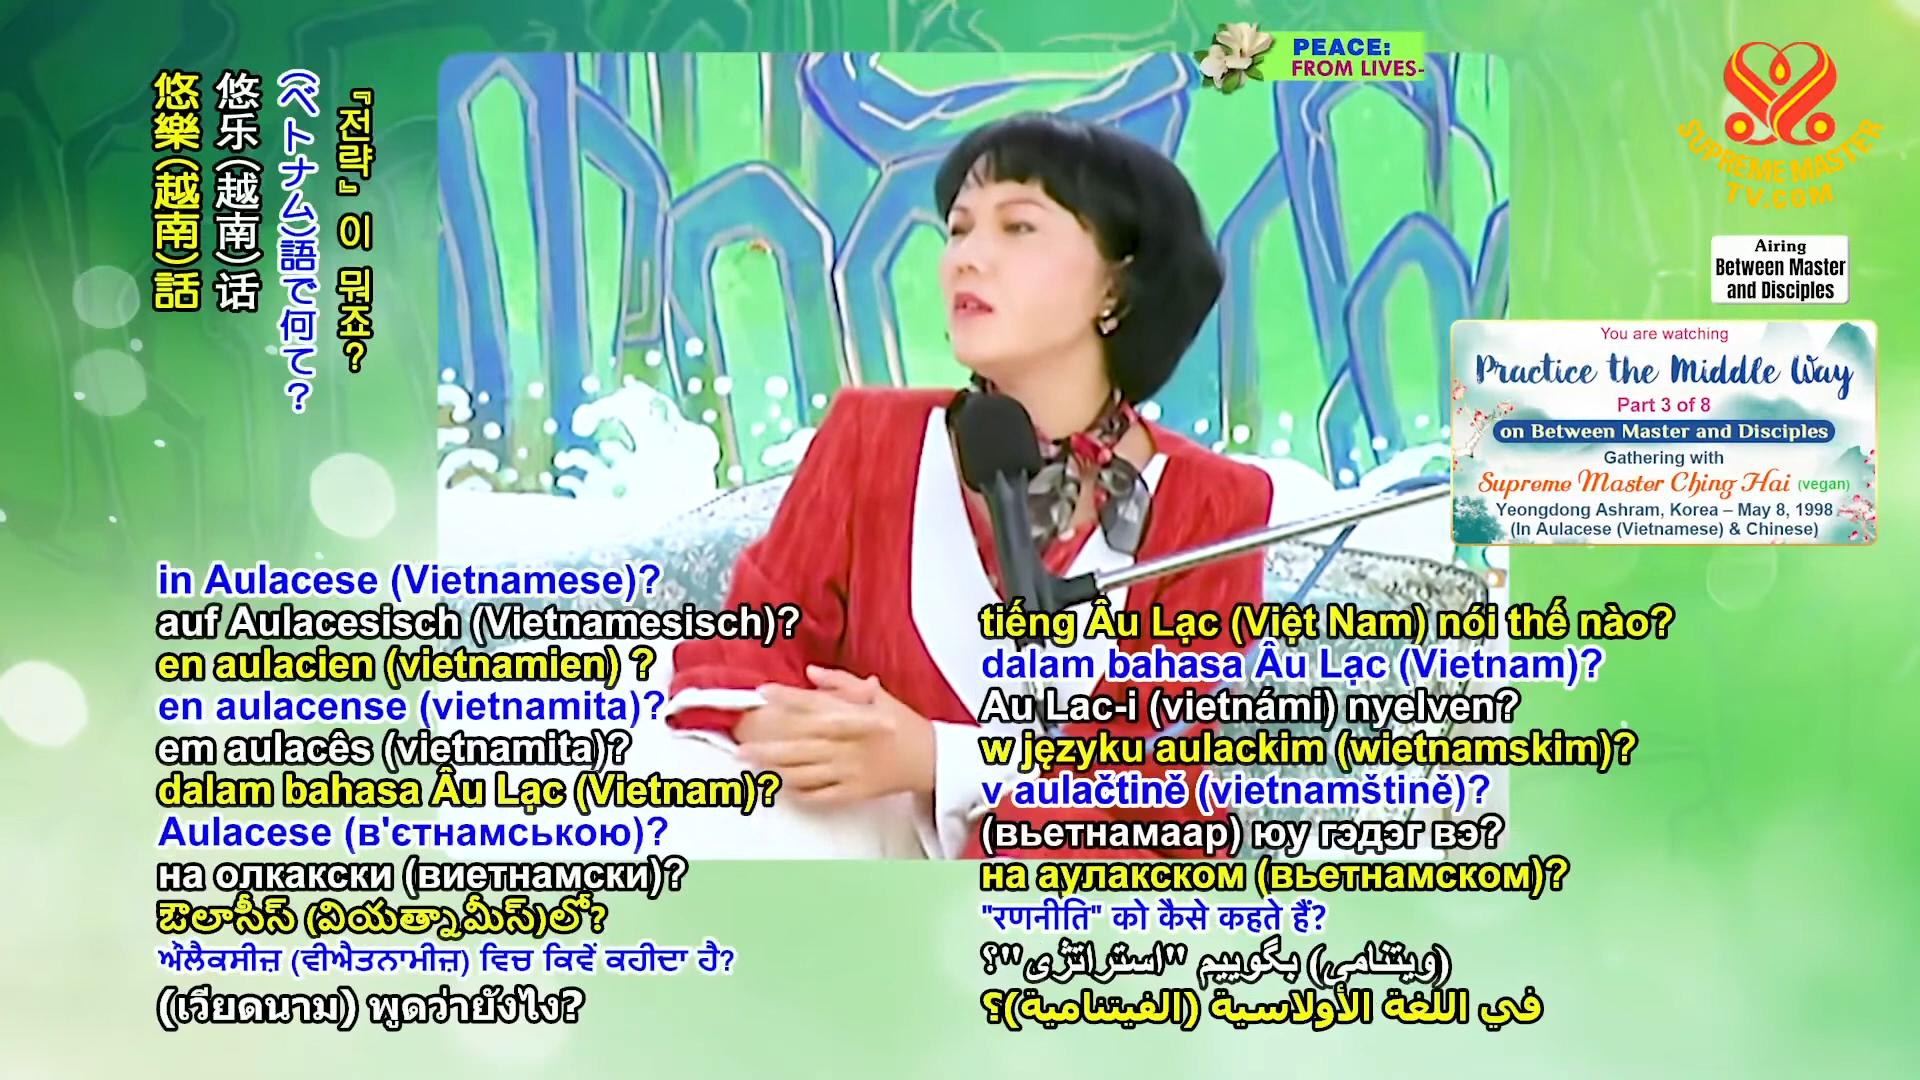 悠樂(越南)話
悠乐(越南)话
(ベトナム)語で何て？
『전략』이 뭐죠?
PEACE:
FROM LIVES-
SUPREME MASTER
TV.COM
Airing
Between Master
and Disciples
You are watching
Practice the Middle Way
Part 3 of 8
on Between Master and Disciples
Gathering with
Supreme Master Ching Hai (vegan)
Yeongdong Ashram, Korea – May 8, 1998
(In Aulacese (Vietnamese) & Chinese)
in Aulacese (Vietnamese)?
auf Aulacesisch (Vietnamesisch)?
en aulacien (vietnamien) ?
en aulacense (vietnamita)?
em aulacês (vietnamita)?
dalam bahasa Âu Lạc (Vietnam)?
Aulacese (в'єтнамською)?
на олкакски (виетнамски)?
ఔలాసీస్ (వియత్నామీస్)లో?
ਔਲੈਕਸੀਜ਼ (ਵੀਐਤਨਾਮੀਜ਼) ਵਿਚ ਕਿਵੇਂ ਕਹੀਦਾ ਹੈ?
(เวียดนาม) พูดว่ายังไง?
tiếng Âu Lạc (Việt Nam) nói thế nào?
dalam bahasa Âu Lạc (Vietnam)?
Au Lac-i (vietnámi) nyelven?
w języku aulackim (wietnamskim)?
v aulačtině (vietnamštině)?
(вьетнамаар) юу гэдэг вэ?
на аулакском (вьетнамском)?
"रणनीति" को कैसे कहते हैं?
(ویتنامی) بگوییم "استراتژی"؟
في اللغة الأولاسية (الفيتنامية)؟